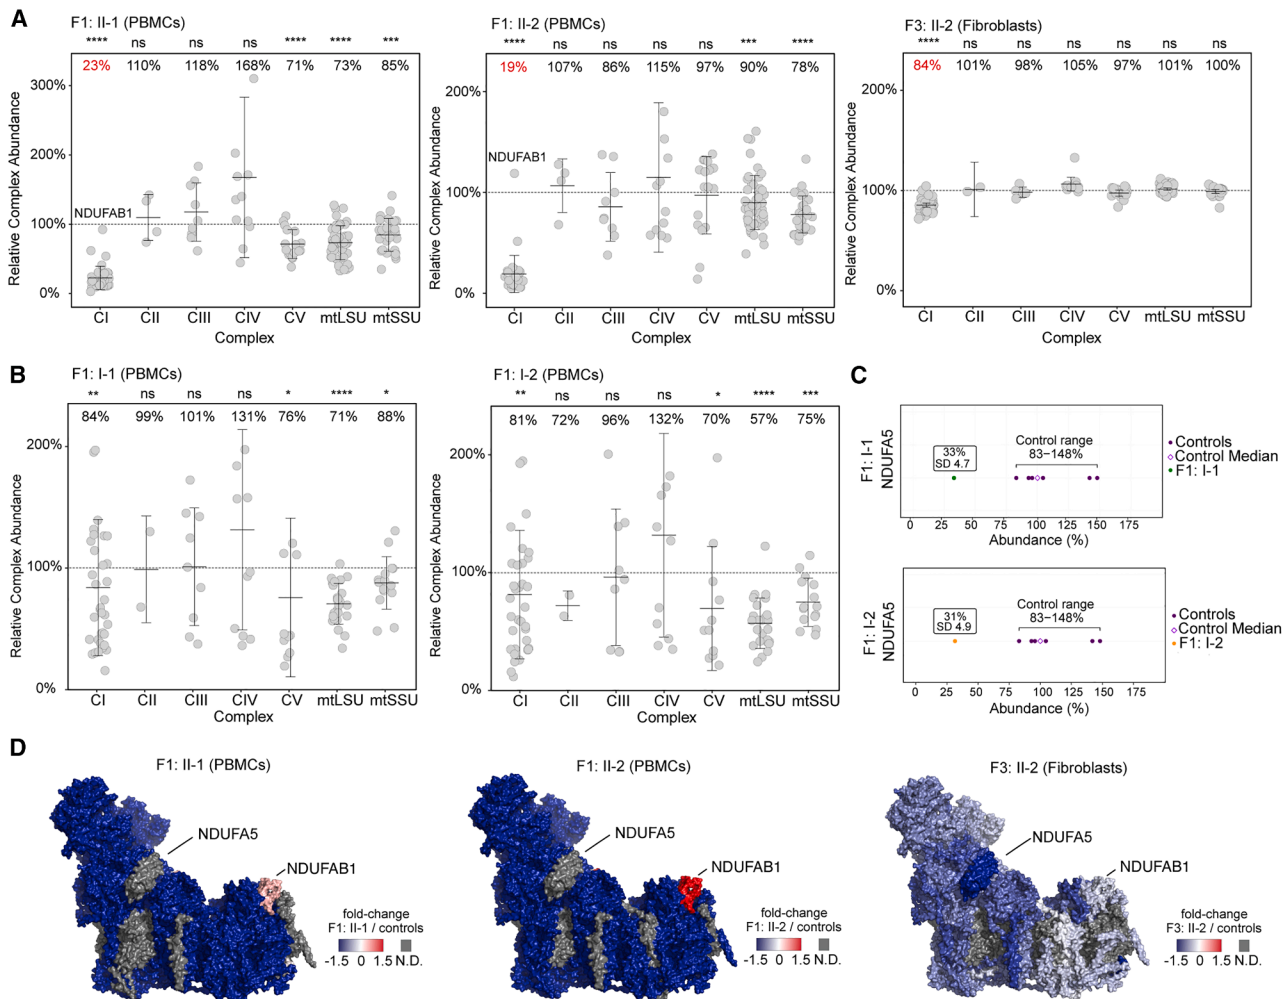 A
F1: II-1 (PBMCs)
**** ns ns ns **** **** ***
23% 110% 118% 168% 71% 73% 85%
300%
200%
100%
0%
Relative Complex Abundance
NDUFAB1
CI CII CIII CIV CV mtLSU mtSSU
Complex
F1: II-2 (PBMCs)
**** ns ns ns ns *** ****
19% 107% 86% 115% 97% 90% 78%
200%
100%
0%
Relative Complex Abundance
NDUFAB1
CI CII CIII CIV CV mtLSU mtSSU
Complex
F3: II-2 (Fibroblasts)
**** ns ns ns ns ns ns
84% 101% 98% 105% 97% 101% 100%
200%
100%
0%
Relative Complex Abundance
CI CII CIII CIV CV mtLSU mtSSU
Complex
B
F1: I-1 (PBMCs)
** ns ns ns * **** *
84% 99% 101% 131% 76% 71% 88%
200%
100%
0%
Relative Complex Abundance
CI CII CIII CIV CV mtLSU mtSSU
Complex
F1: I-2 (PBMCs)
** ns ns ns * **** ***
81% 72% 96% 132% 70% 57% 75%
200%
100%
0%
Relative Complex Abundance
CI CII CIII CIV CV mtLSU mtSSU
Complex
C
F1: I-1
NDUFA5
33%
SD 4.7
Control range
83–148%
Controls
Control Median
F1: I-1
0 25 50 75 100 125 150 175
Abundance (%)
F1: I-2
NDUFA5
31%
SD 4.9
Control range
83–148%
Controls
Control Median
F1: I-2
0 25 50 75 100 125 150 175
Abundance (%)
D
F1: II-1 (PBMCs)
NDUFA5
NDUFAB1
fold-change
F1: II-1 / controls
-1.5 0 1.5 N.D.
F1: II-2 (PBMCs)
NDUFA5
NDUFAB1
fold-change
F1: II-2 / controls
-1.5 0 1.5 N.D.
F3: II-2 (Fibroblasts)
NDUFA5
NDUFAB1
fold-change
F3: II-2 / controls
-1.5 0 1.5 N.D.